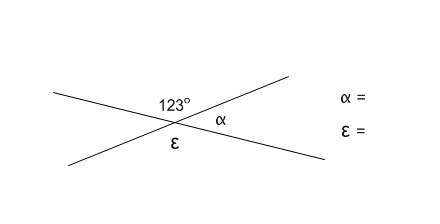 123°
α
α =
ε
ε =